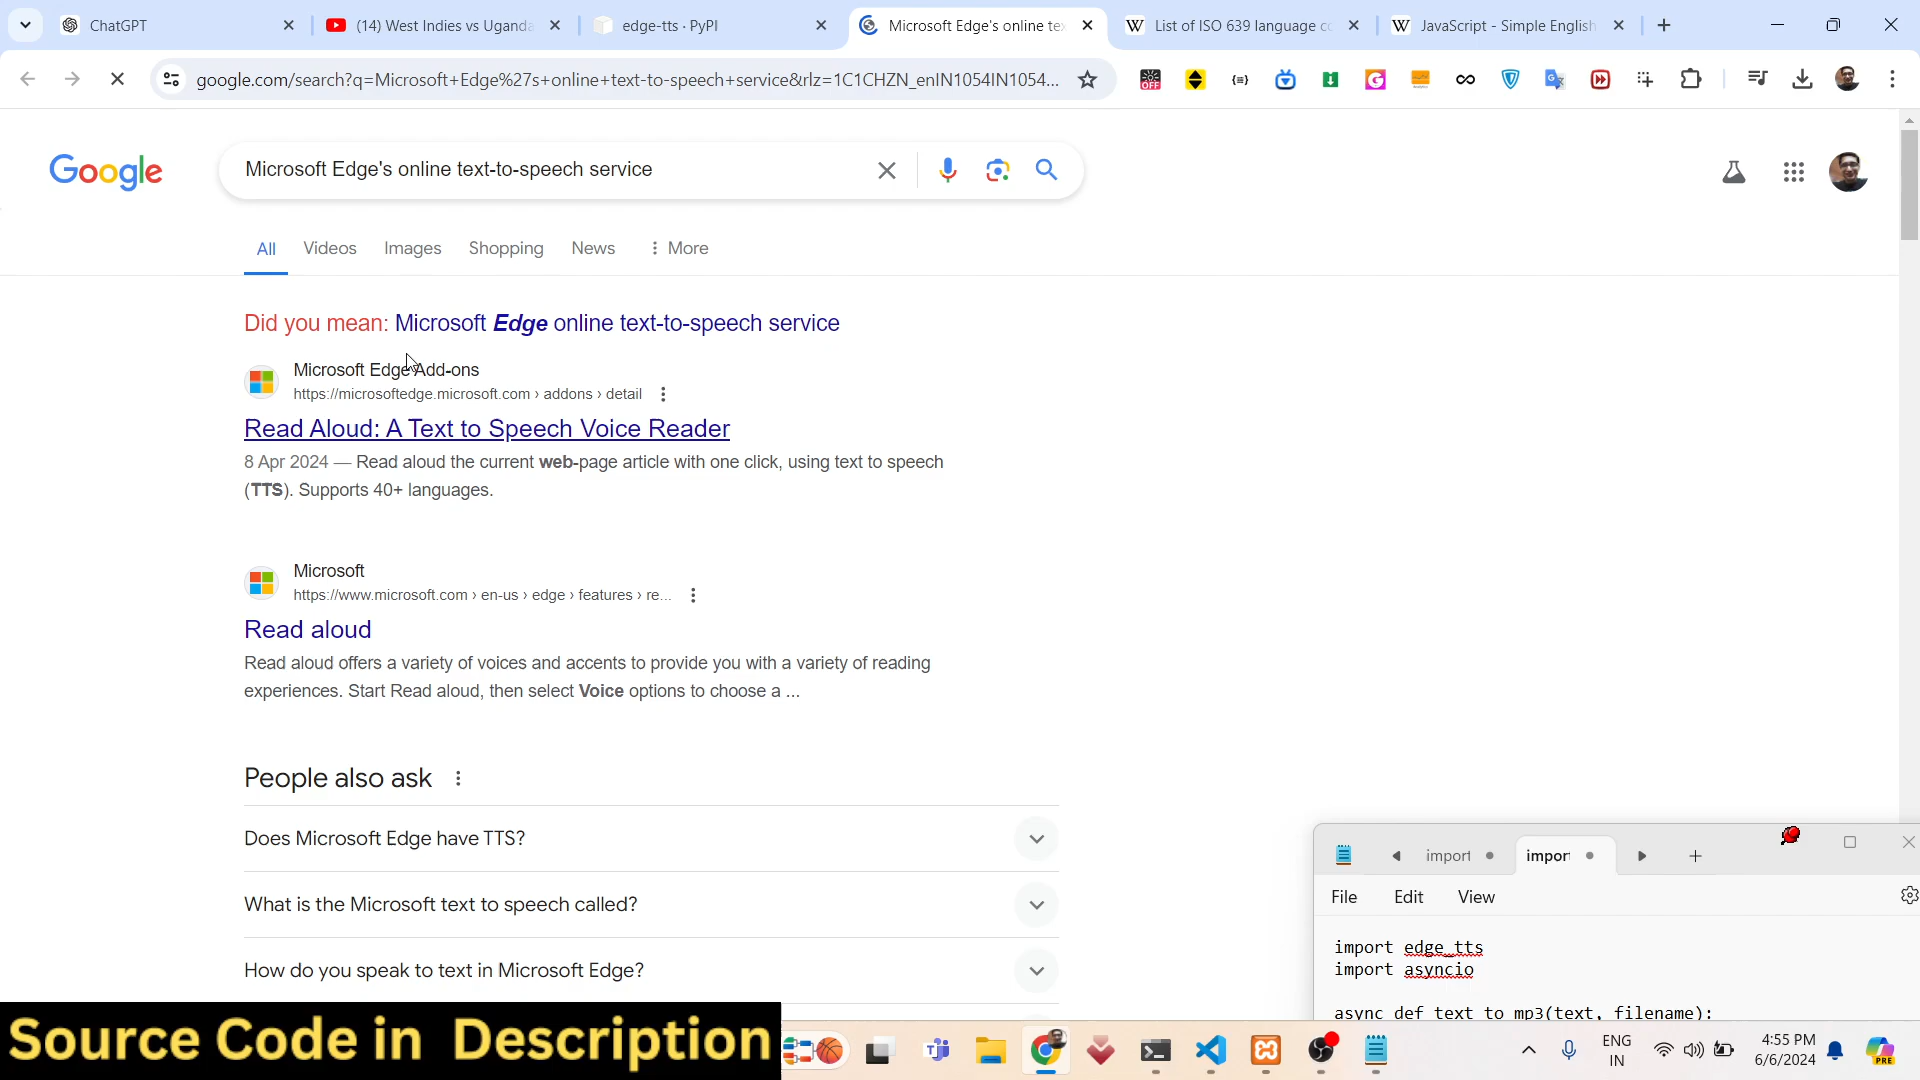 ChatGPT
(14) West Indies vs Uganda
edge-tts · PyPI
Microsoft Edge's online tex
List of ISO 639 language co
JavaScript - Simple English
google.com/search?q=Microsoft+Edge%27s+online+text-to-speech+service&rlz=1C1CHZN_enIN1054IN1054...
OFF
Google
Microsoft Edge's online text-to-speech service
All
Videos
Images
Shopping
News
More
Did you mean: Microsoft Edge online text-to-speech service
Microsoft Edge Add-ons
https://microsoftedge.microsoft.com › addons › detail
Read Aloud: A Text to Speech Voice Reader
8 Apr 2024 — Read aloud the current web-page article with one click, using text to speech
(TTS). Supports 40+ languages.
Microsoft
https://www.microsoft.com › en-us › edge › features › re...
Read aloud
Read aloud offers a variety of voices and accents to provide you with a variety of reading
experiences. Start Read aloud, then select Voice options to choose a ...
People also ask
Does Microsoft Edge have TTS?
What is the Microsoft text to speech called?
How do you speak to text in Microsoft Edge?
import
import
File
Edit
View
import edge_tts
import asyncio
async def text to mp3(text, filename):
Source Code in Description
ENG
IN
4:55 PM
6/6/2024
PRE